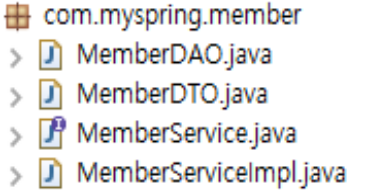 com.myspring.member
MemberDAO.java
MemberDTO.java
MemberService.java
MemberServiceImpl.java